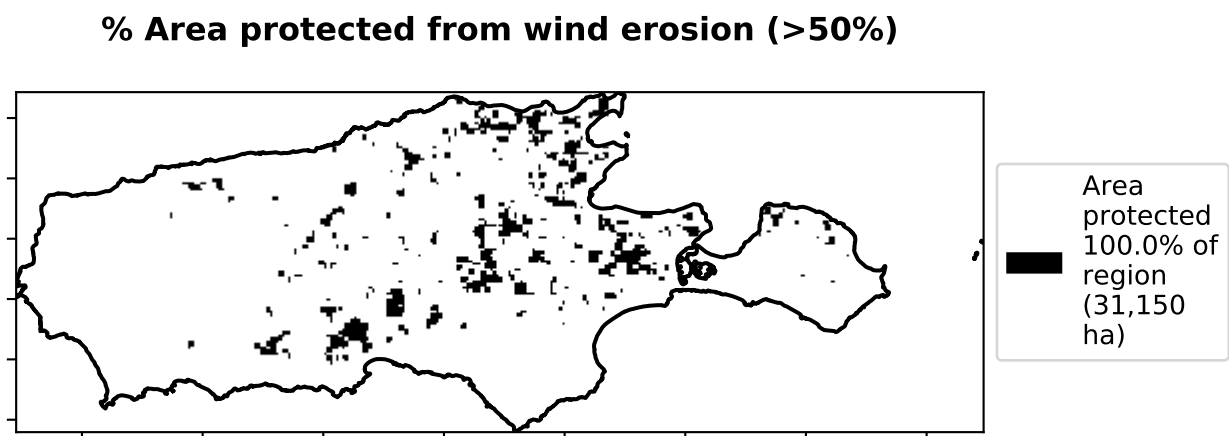 % Area protected from wind erosion (>50%)
Area
protected
100.0% of
region
(31,150
ha)